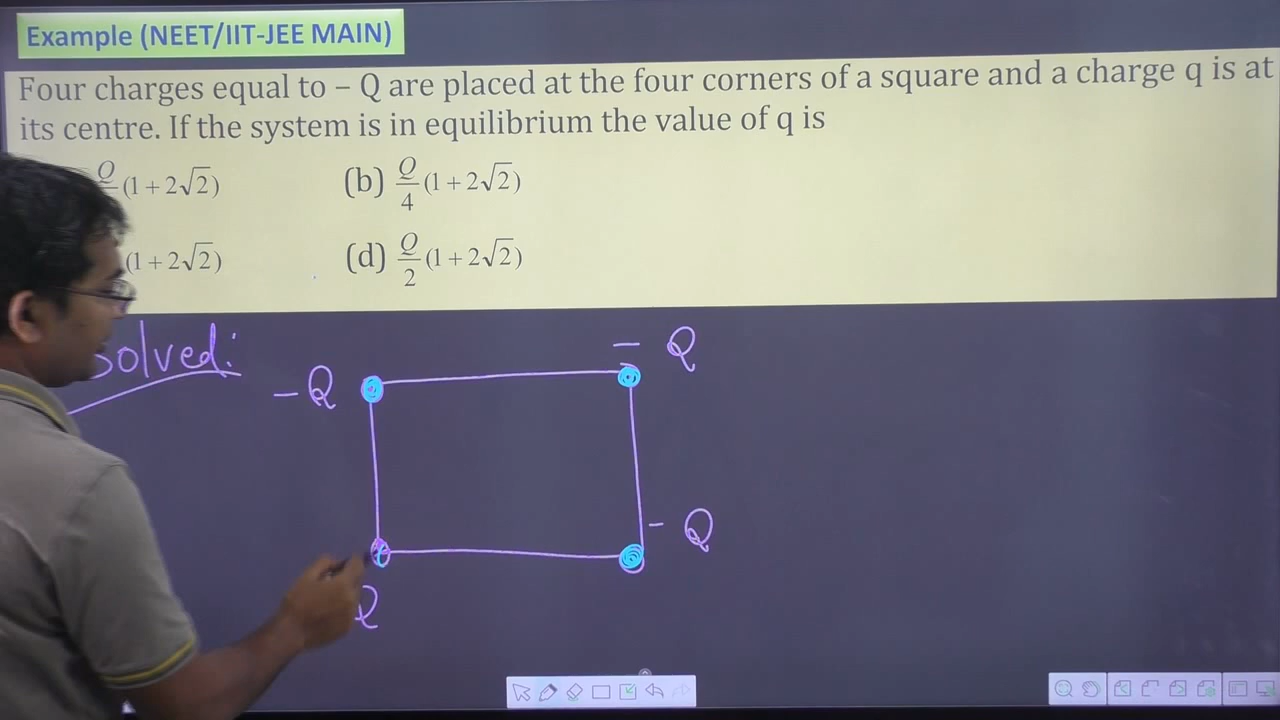 Example (NEET/IIT-JEE MAIN)
Four charges equal to – Q are placed at the four corners of a square and a charge q is at
its centre. If the system is in equilibrium the value of q is
Q/ (1 + 2√2)
(b) Q/4 (1 + 2√2)
(1 + 2√2)
(d) Q/2 (1 + 2√2)
Solved:
– Q
– Q
– Q
Q